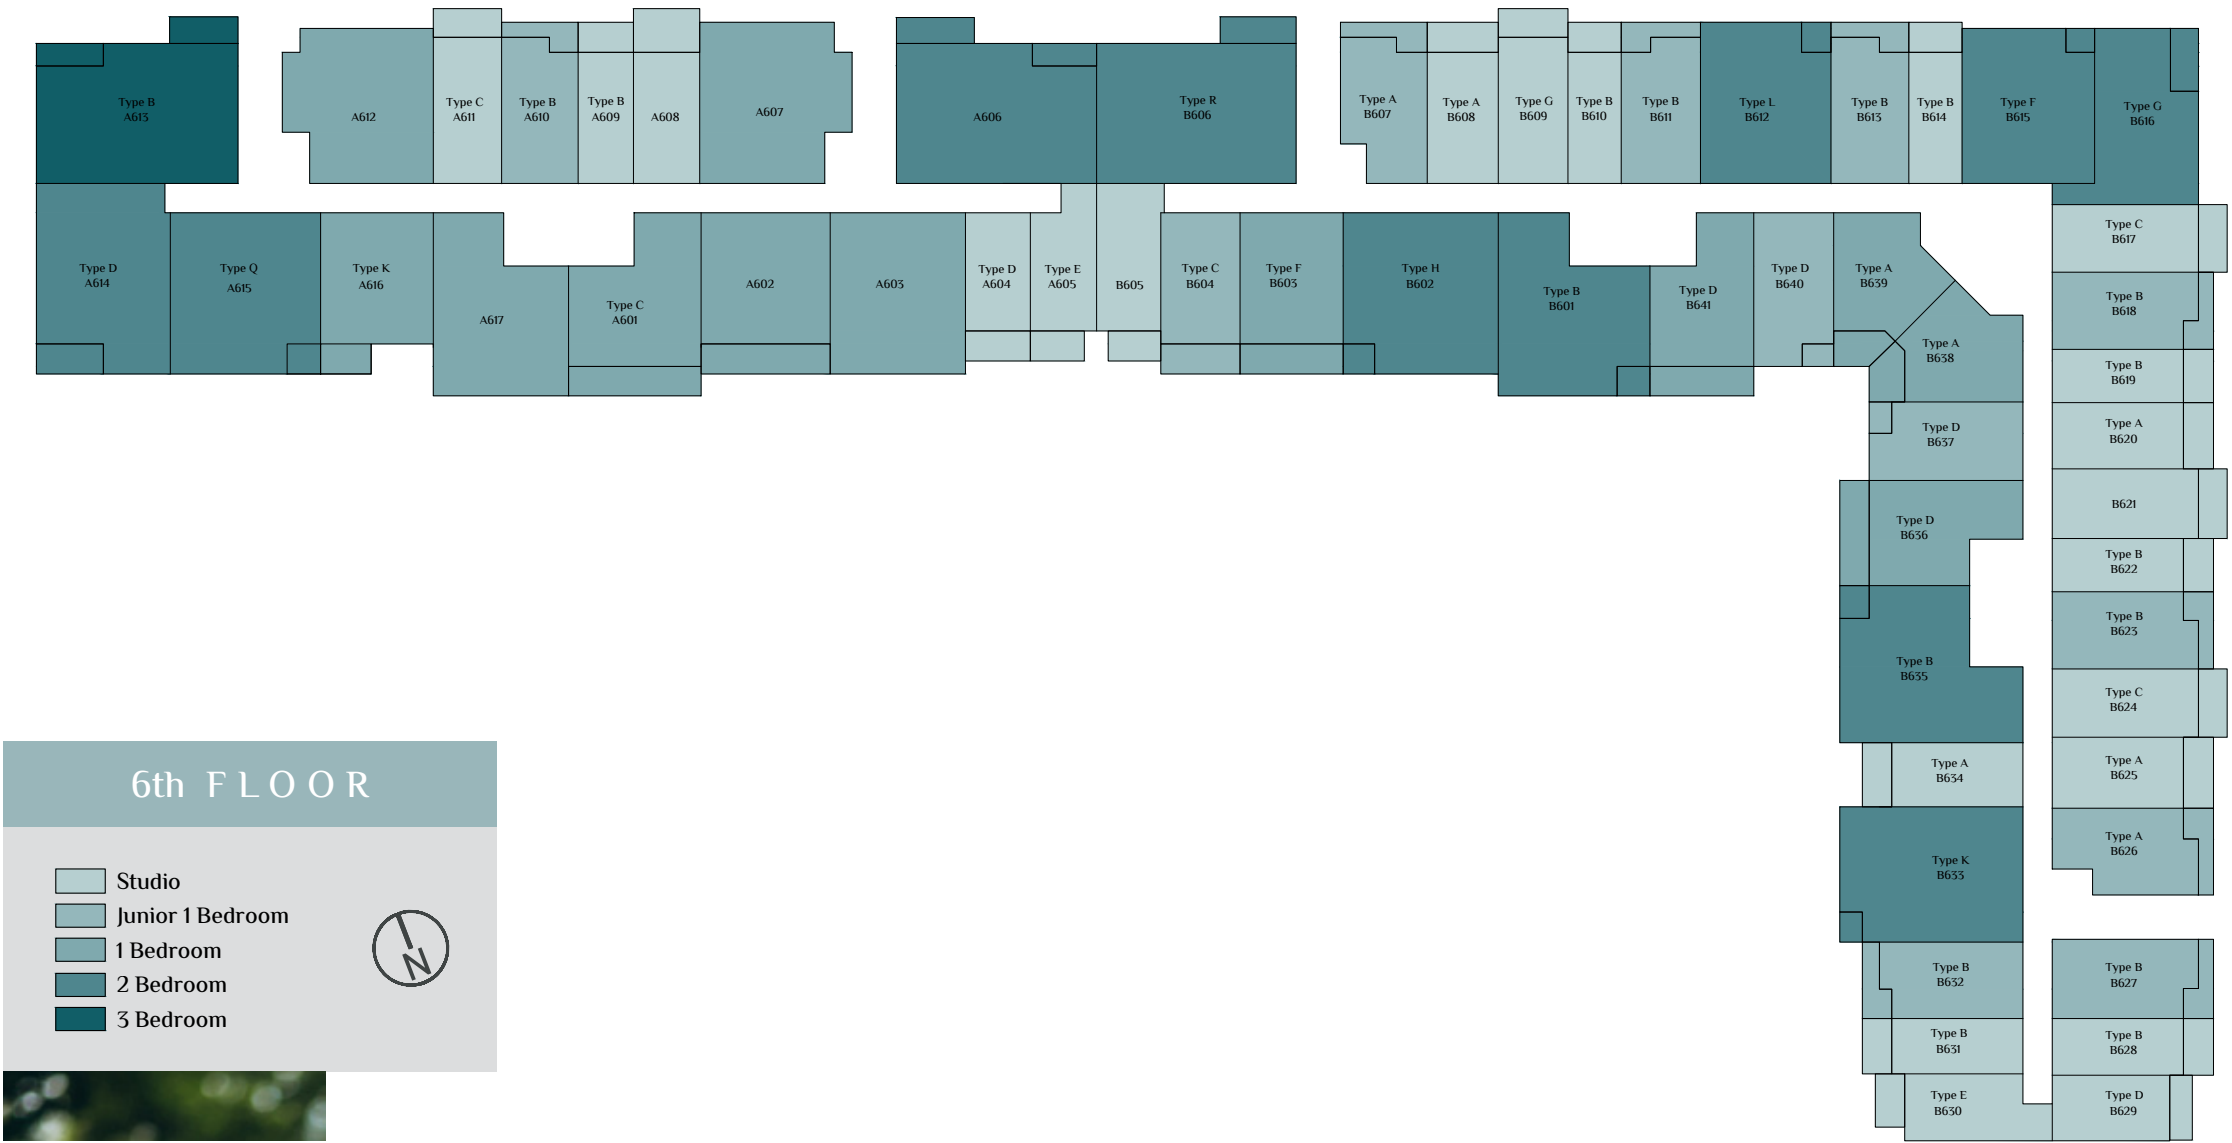 Type B
A613
A612
Type C
A611
Type B
A610
Type B
A609
A608
A607
A606
Type R
B606
Type A
B607
Type A
B608
Type G
B609
Type B
B610
Type B
B611
Type L
B612
Type B
B613
Type B
B614
Type F
B615
Type G
B616
Type D
A614
Type Q
A615
Type K
A616
A617
Type C
A601
A602
A603
Type D
A604
Type E
A605
B605
Type C
B604
Type F
B603
Type H
B602
Type B
B601
Type D
B641
Type D
B640
Type A
B639
Type A
B638
Type D
B637
Type D
B636
Type B
B635
Type A
B634
Type K
B633
Type B
B632
Type B
B631
Type E
B630
Type C
B617
Type B
B618
Type B
B619
Type A
B620
B621
Type B
B622
Type B
B623
Type C
B624
Type A
B625
Type A
B626
Type B
B627
Type B
B628
Type D
B629
6th FLOOR
Studio
Junior 1 Bedroom
1 Bedroom
2 Bedroom
3 Bedroom
N